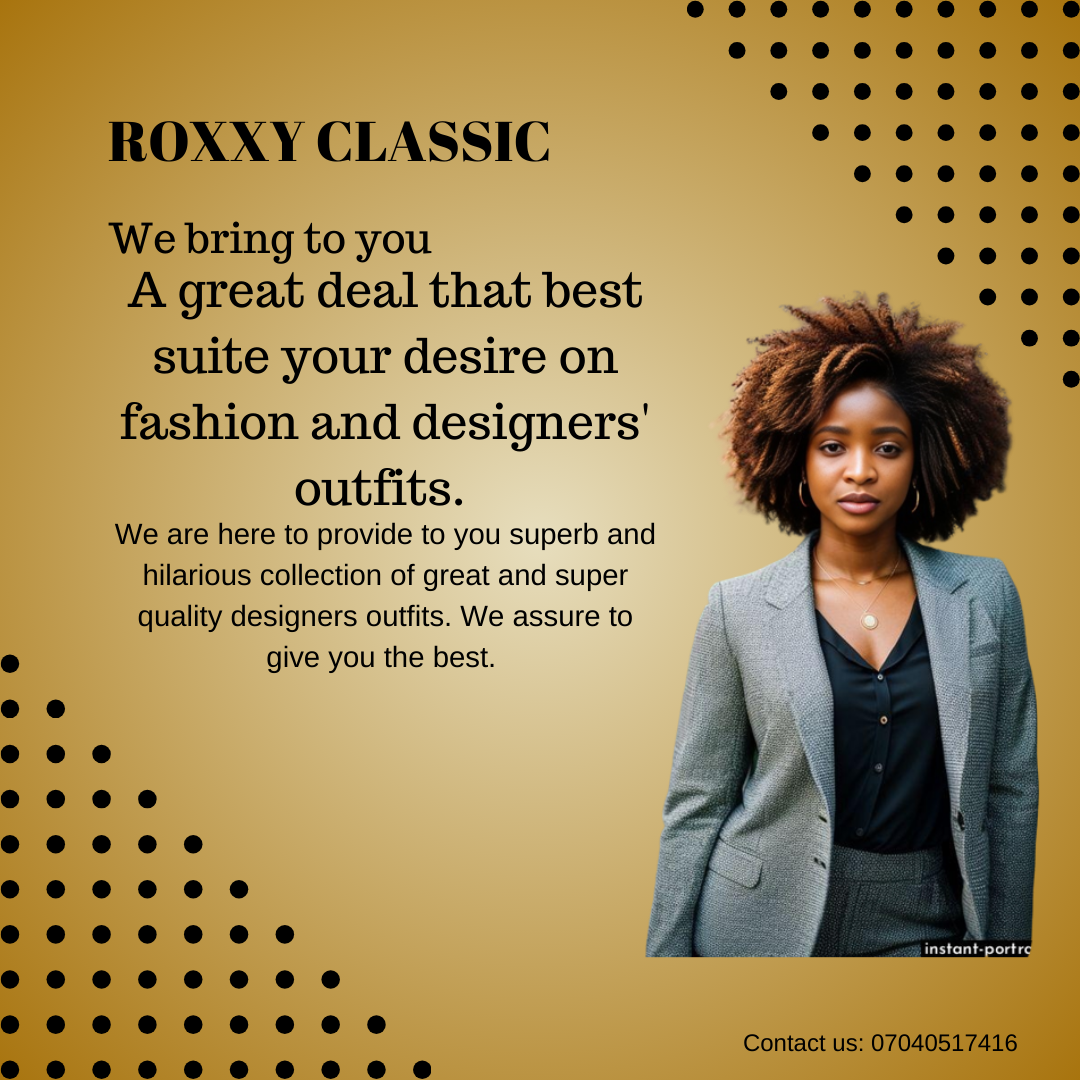 ROXXY CLASSIC
We bring to you
A great deal that best
suite your desire on
fashion and designers'
outfits.
We are here to provide to you superb and
hilarious collection of great and super
quality designers outfits. We assure to
give you the best.
instant-portra
Contact us: 07040517416